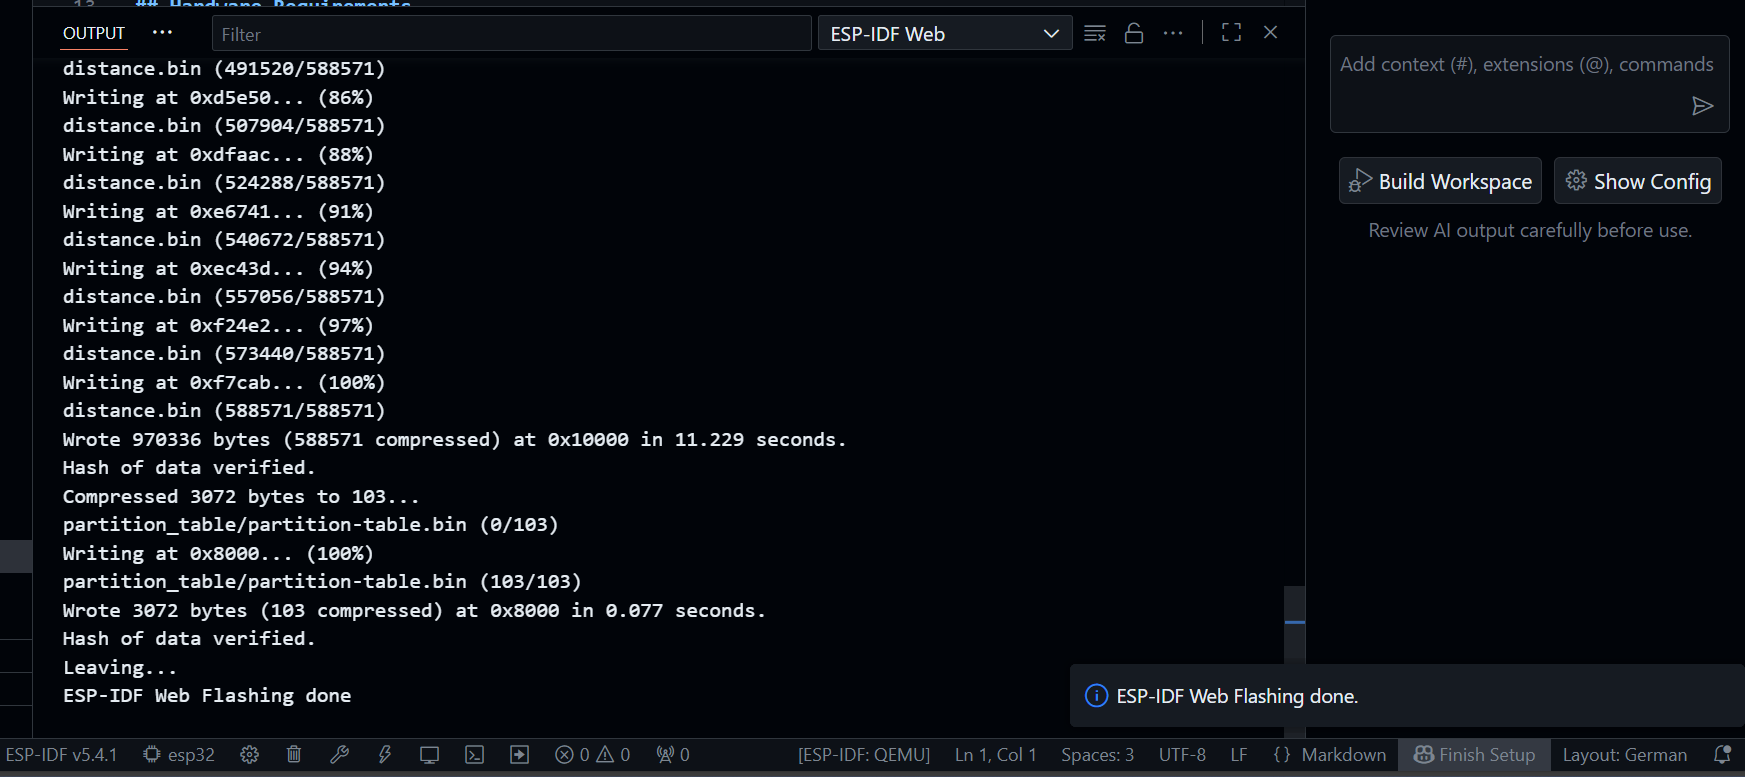 13 ## Hardware Requirements
OUTPUT ··· Filter ESP-IDF Web ···
distance.bin (491520/588571)
Writing at 0xd5e50... (86%)
distance.bin (507904/588571)
Writing at 0xdfaac... (88%)
distance.bin (524288/588571)
Writing at 0xe6741... (91%)
distance.bin (540672/588571)
Writing at 0xec43d... (94%)
distance.bin (557056/588571)
Writing at 0xf24e2... (97%)
distance.bin (573440/588571)
Writing at 0xf7cab... (100%)
distance.bin (588571/588571)
Wrote 970336 bytes (588571 compressed) at 0x10000 in 11.229 seconds.
Hash of data verified.
Compressed 3072 bytes to 103...
partition_table/partition-table.bin (0/103)
Writing at 0x8000... (100%)
partition_table/partition-table.bin (103/103)
Wrote 3072 bytes (103 compressed) at 0x8000 in 0.077 seconds.
Hash of data verified.
Leaving...
ESP-IDF Web Flashing done
Add context (#), extensions (@), commands
Build Workspace Show Config
Review AI output carefully before use.
ESP-IDF Web Flashing done.
ESP-IDF v5.4.1 esp32 0 0 0 [ESP-IDF: QEMU] Ln 1, Col 1 Spaces: 3 UTF-8 LF {} Markdown Finish Setup Layout: German